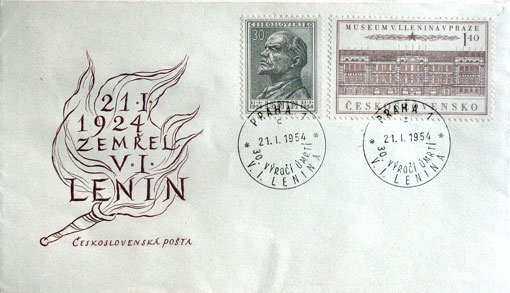 21·I·
1924
ZEMŘEL
V·I·
LENIN
ČESKOSLOVENSKÁ POŠTA
30h
ČESKOSLOVENSKO
MUSEUM V.I.LENINA V PRAZE
1,40
ČESKOSLOVENSKO
PRAHA 1
c
21.I.1954
* 30. VÝROČÍ ÚMRTÍ *
V.I.LENINA
PRAHA 1
c
21.I.1954
* 30. VÝROČÍ ÚMRTÍ *
V.I.LENINA